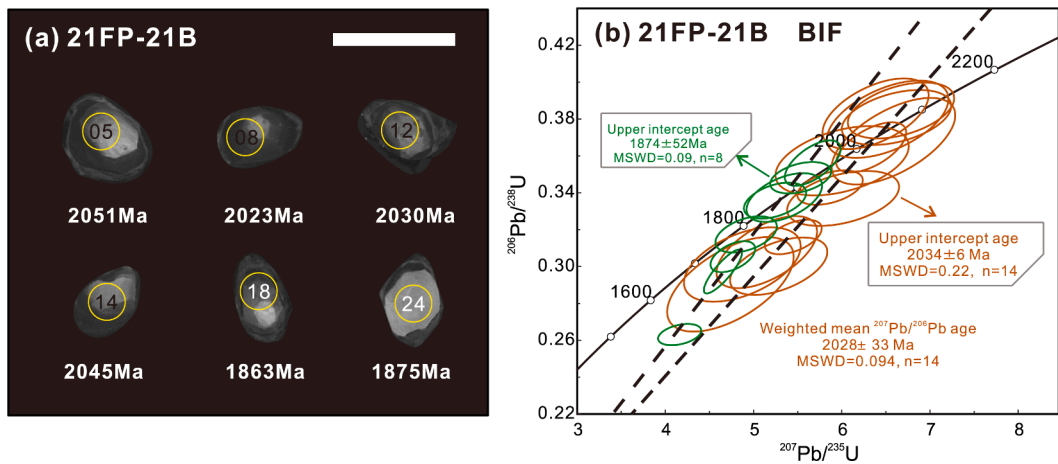 (a) 21FP-21B
05
08
12
2051Ma
2023Ma
2030Ma
14
18
24
2045Ma
1863Ma
1875Ma
(b) 21FP-21B BIF
0.42
0.38
0.34
0.30
0.26
0.22
²⁰⁶Pb/²³⁸U
2200
2000
1800
1600
Upper intercept age
1874±52Ma
MSWD=0.09, n=8
Upper intercept age
2034±6 Ma
MSWD=0.22, n=14
Weighted mean ²⁰⁷Pb/²⁰⁶Pb age
2028± 33 Ma
MSWD=0.094, n=14
3 4 5 6 7 8
²⁰⁷Pb/²³⁵U